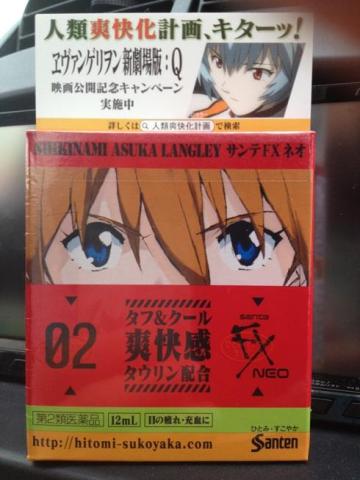 人類爽快化計画、キターッ!
ヱヴァンゲリヲン新劇場版:Q
映画公開記念キャンペーン
実施中
詳しくは 人類爽快化計画 で検索
SHIKINAMI ASUKA LANGLEY サンテFXネオ
02
タフ&クール
爽快感
タウリン配合
santa
FX
NEO
第2類医薬品 12mL 目の疲れ・充血に
ひとみ・すこやか
http://hitomi-sukoyaka.com
Santen